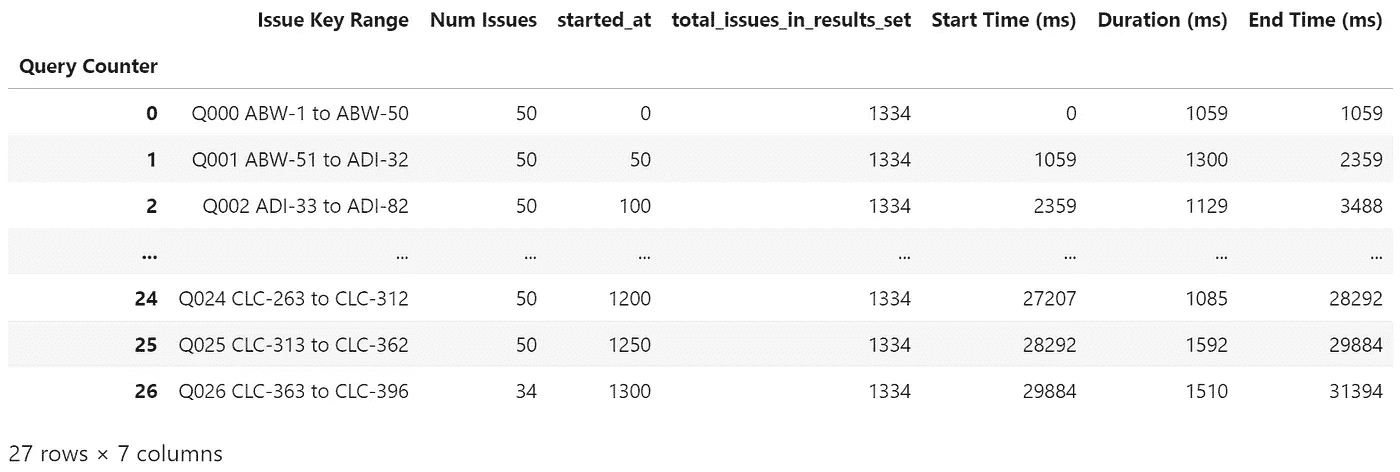 Issue Key Range Num Issues started_at total_issues_in_results_set Start Time (ms) Duration (ms) End Time (ms)
Query Counter
0 Q000 ABW-1 to ABW-50 50 0 1334 0 1059 1059
1 Q001 ABW-51 to ADI-32 50 50 1334 1059 1300 2359
2 Q002 ADI-33 to ADI-82 50 100 1334 2359 1129 3488
... ... ... ... ... ... ... ...
24 Q024 CLC-263 to CLC-312 50 1200 1334 27207 1085 28292
25 Q025 CLC-313 to CLC-362 50 1250 1334 28292 1592 29884
26 Q026 CLC-363 to CLC-396 34 1300 1334 29884 1510 31394
27 rows × 7 columns